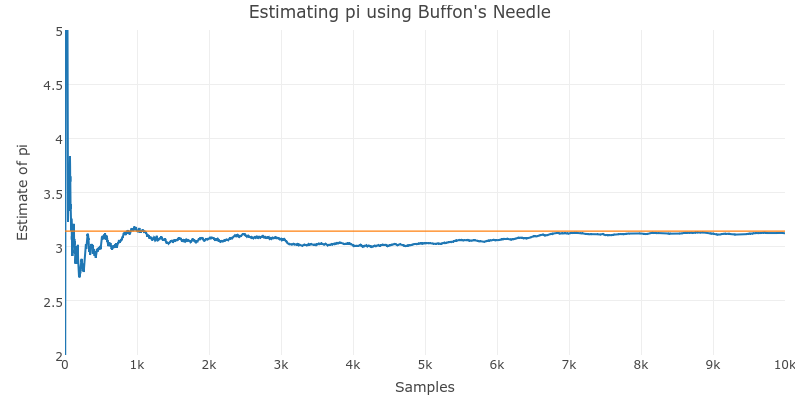 Estimating pi using Buffon's Needle
5
4.5
4
3.5
3
2.5
2
Estimate of pi
0 1k 2k 3k 4k 5k 6k 7k 8k 9k 10k
Samples